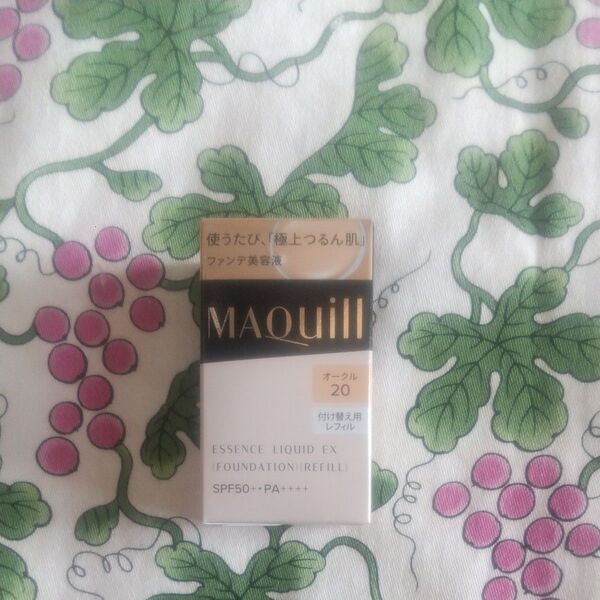 使うたび、「極上つるん肌」
ファンデ美容液
MAQuill
オークル
20
付け替え用
レフィル
ESSENCE LIQUID EX
(FOUNDATION)(REFILL)
SPF50+・PA++++